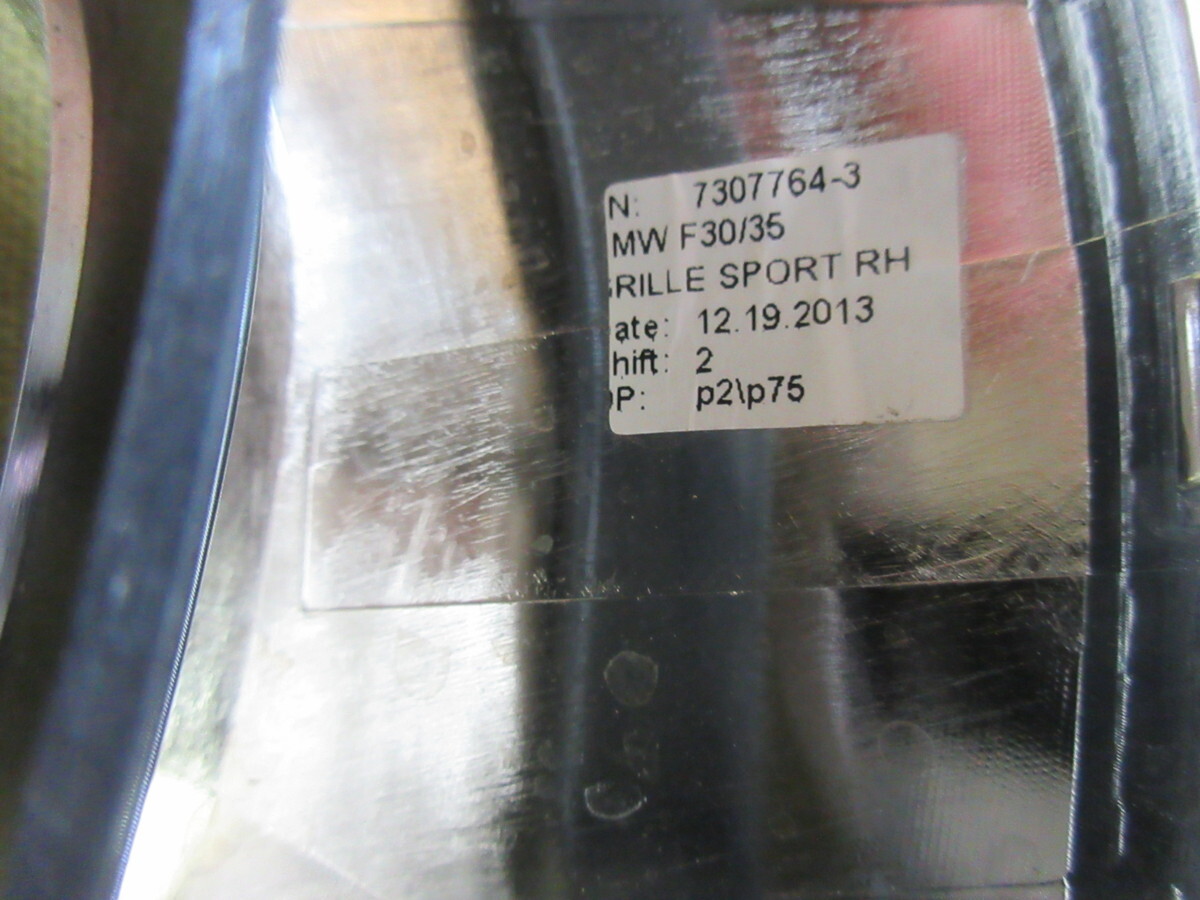 N: 7307764-3
MW F30/35
RILLE SPORT RH
ate: 12.19.2013
hift: 2
P: p2\p75